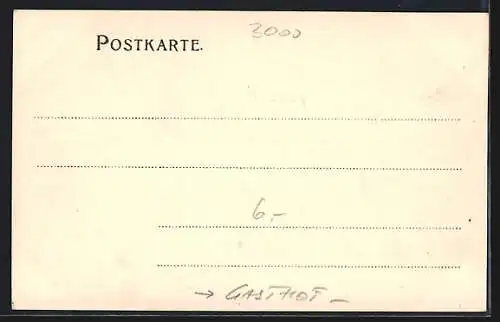 3000
POSTKARTE.
6.-
→ GASTHOF -